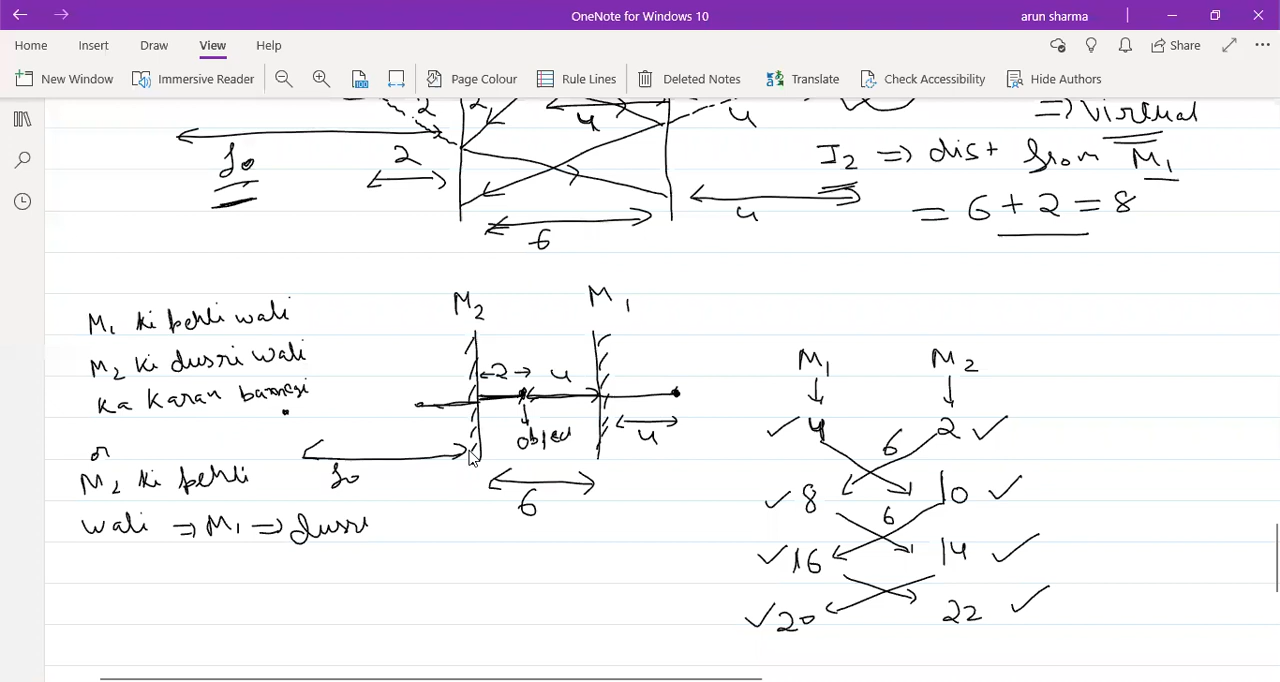 OneNote for Windows 10
arun sharma
Home Insert Draw View Help
Share
New Window Immersive Reader Page Colour Rule Lines Deleted Notes Translate Check Accessibility Hide Authors
2 2 4 4
=> Virtual
10 2
I2 => dist from M1
4
= 6 + 2 = 8
6
M1 ki pehli wali
M2 M1
M2 ki dusri wali
M1 M2
2 4
ka karan banegi
object 4
4 2
or
10
6
M2 ki pehli
6
8 10
wali => M1 => dusri
6
16 14
20 22